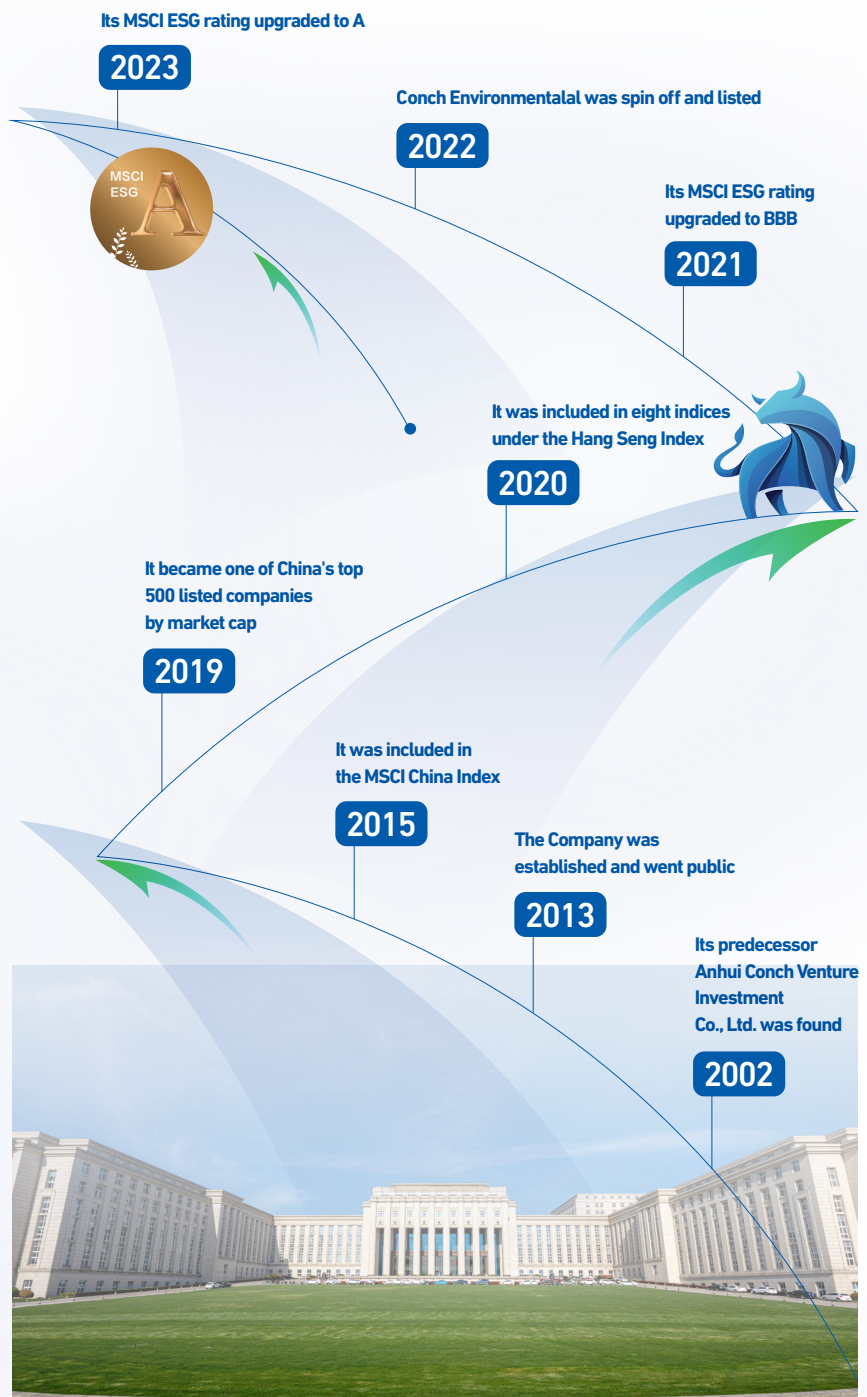 Its MSCI ESG rating upgraded to A
2023
MSCI
ESG
A
Conch Environmentalal was spin off and listed
2022
Its MSCI ESG rating
upgraded to BBB
2021
It was included in eight indices
under the Hang Seng Index
2020
It became one of China's top
500 listed companies
by market cap
2019
It was included in
the MSCI China Index
2015
The Company was
established and went public
2013
Its predecessor
Anhui Conch Venture
Investment
Co., Ltd. was found
2002